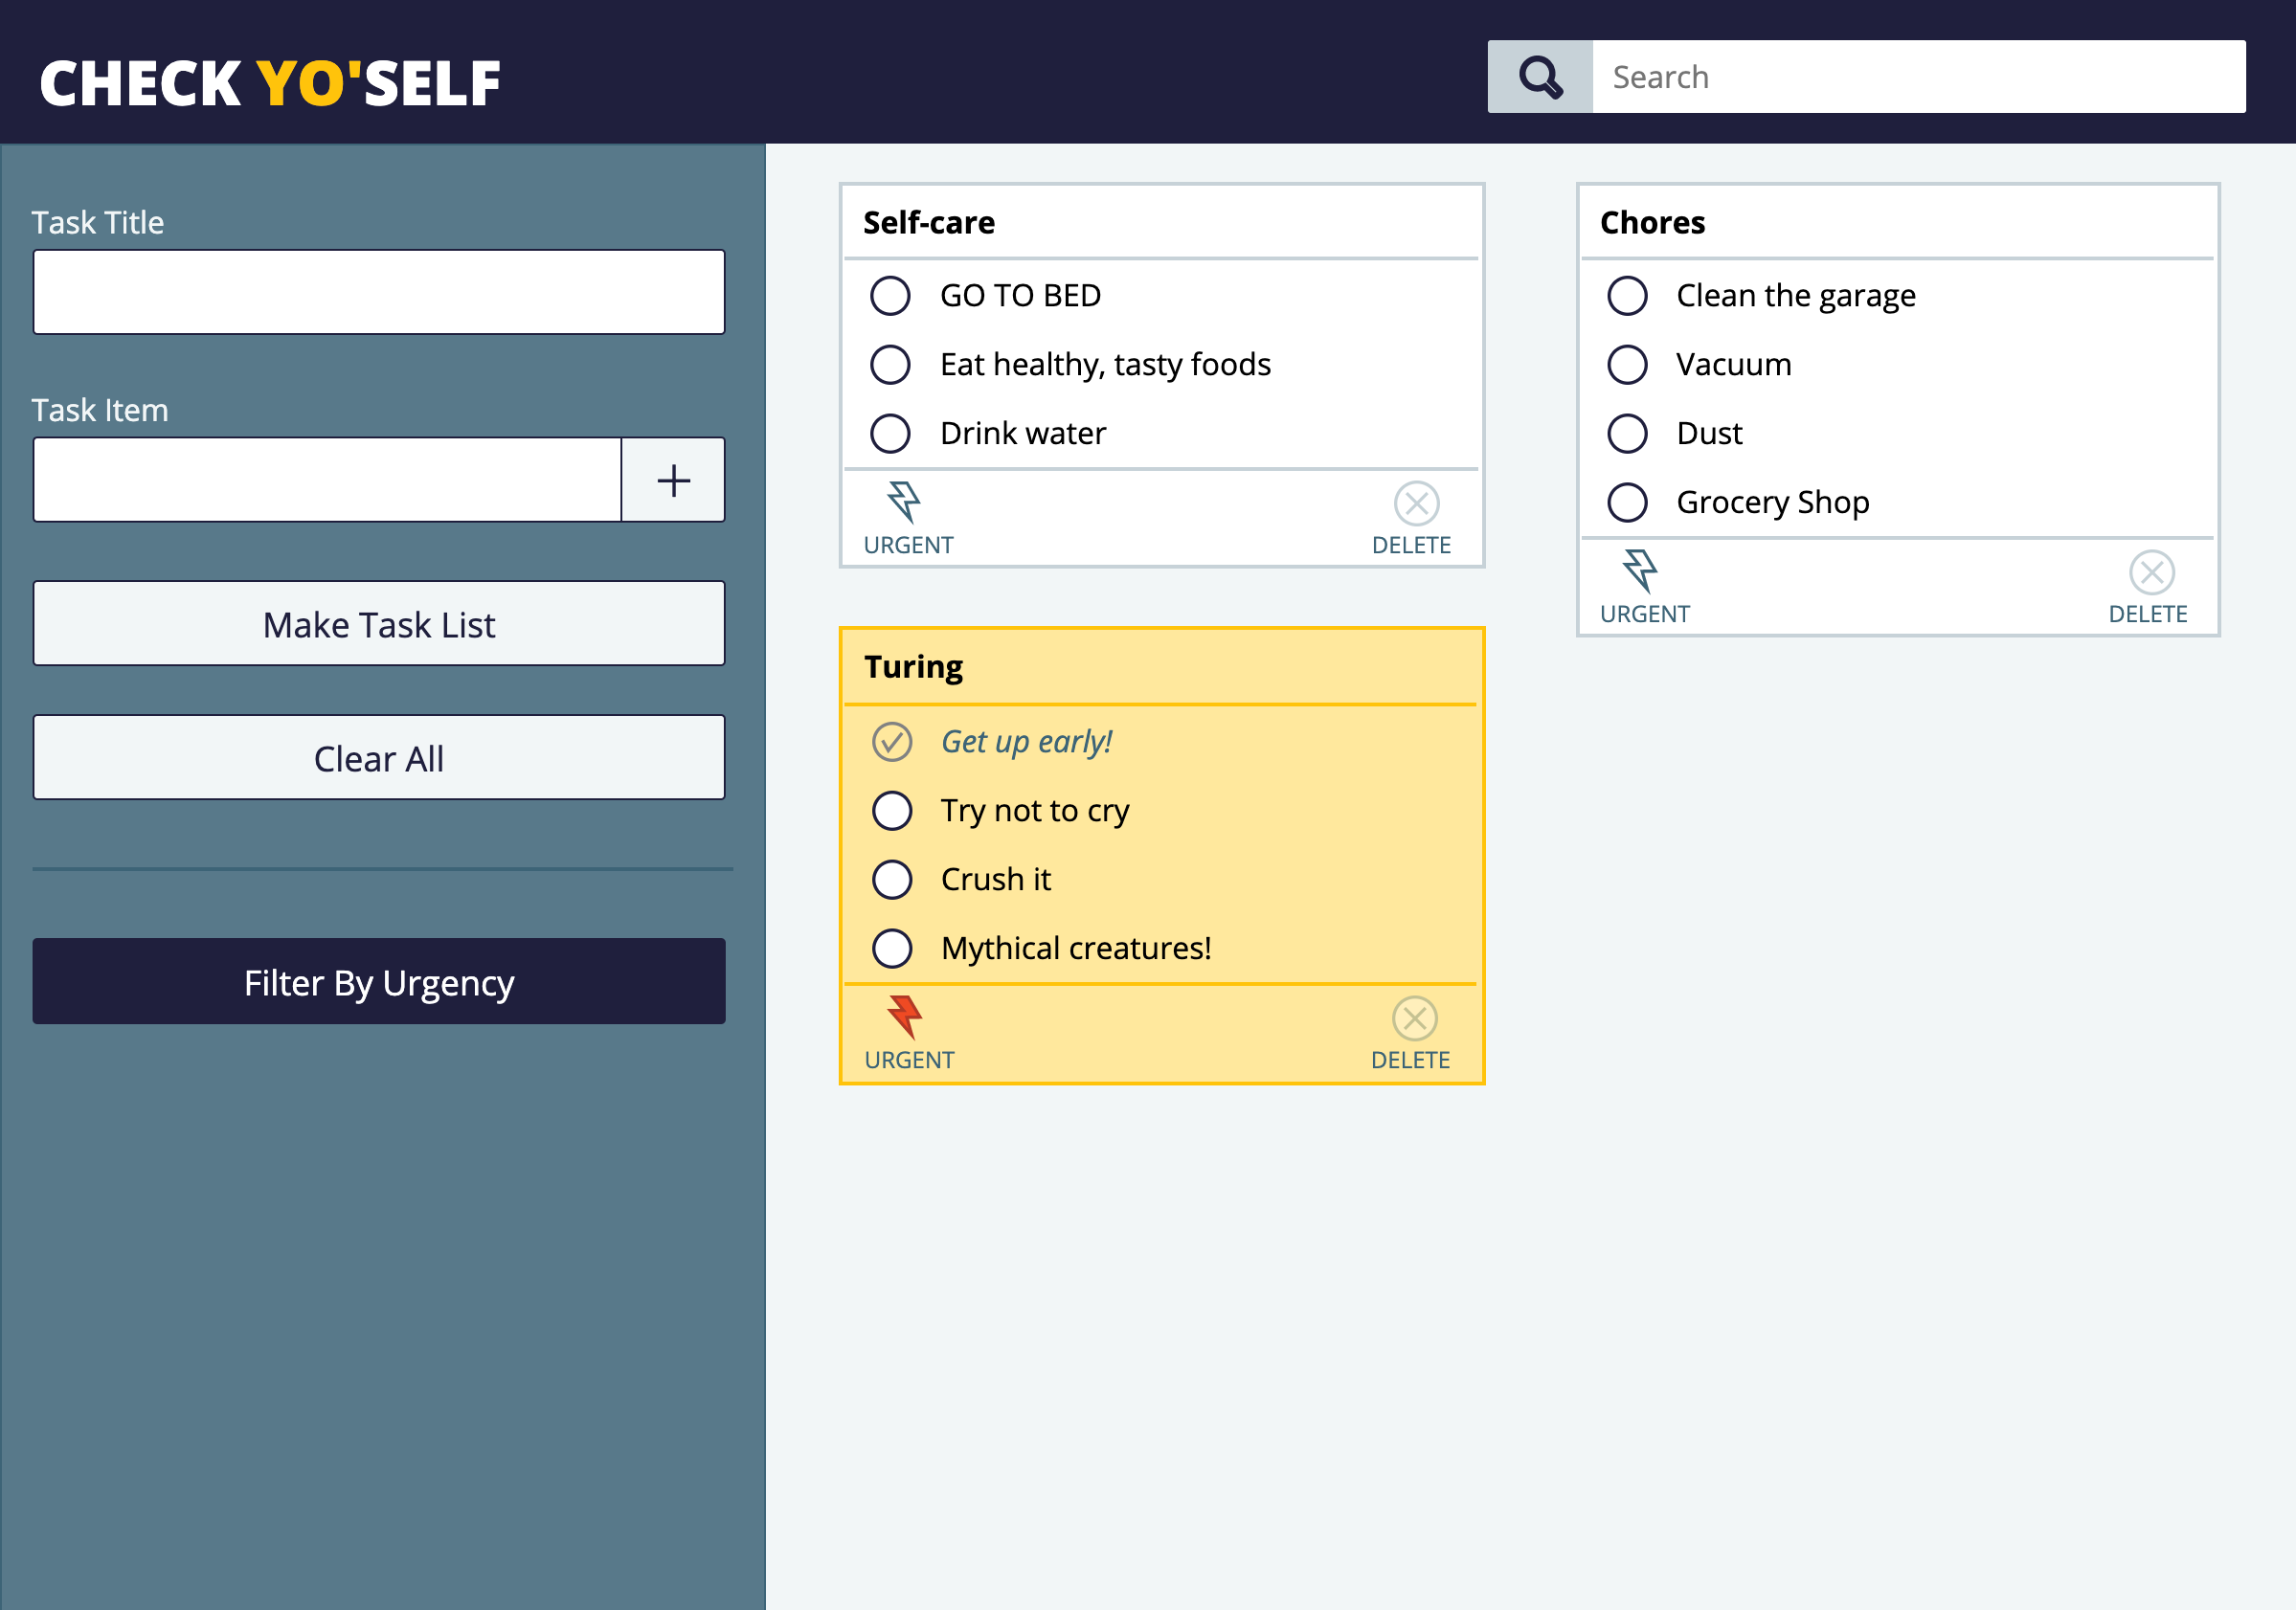 CHECK YO'SELF
Search
Task Title
Task Item
+
Make Task List
Clear All
Filter By Urgency
Self-care
GO TO BED
Eat healthy, tasty foods
Drink water
URGENT
DELETE
Chores
Clean the garage
Vacuum
Dust
Grocery Shop
URGENT
DELETE
Turing
Get up early!
Try not to cry
Crush it
Mythical creatures!
URGENT
DELETE